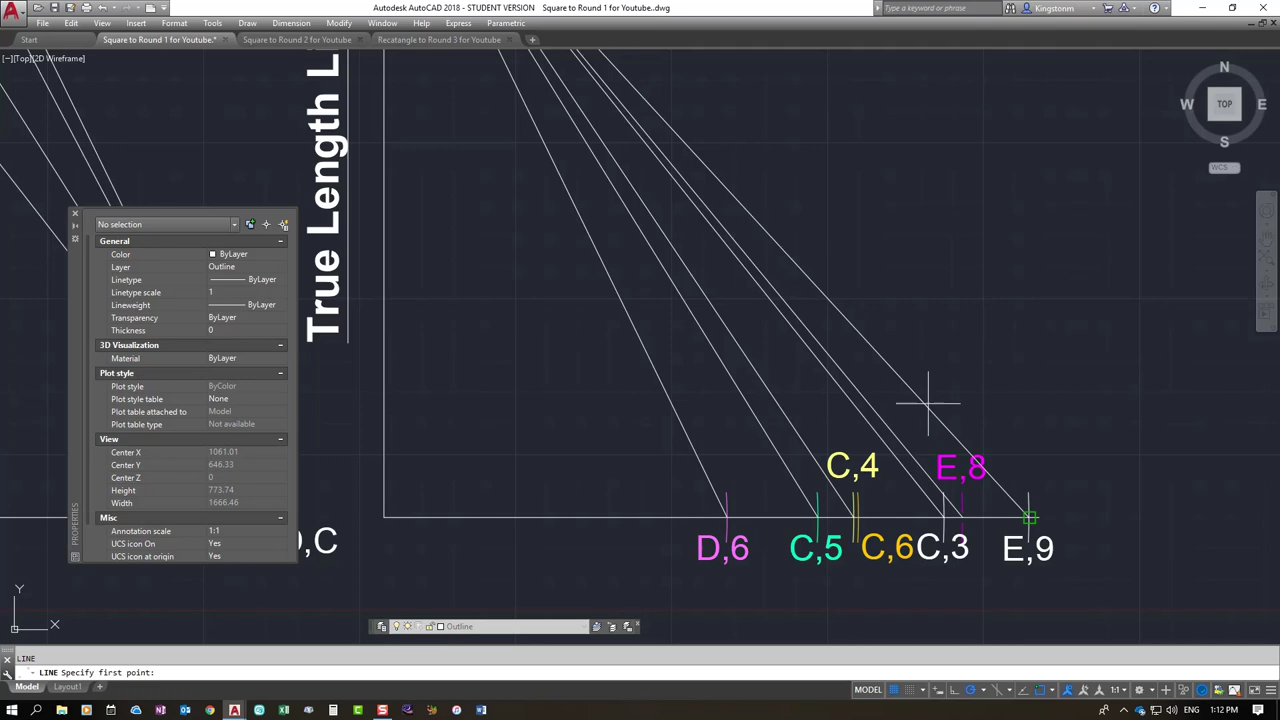 Autodesk AutoCAD 2018 - STUDENT VERSION Square to Round 1 for Youtube..dwg
Type a keyword or phrase
Kingstonm
File Edit View Insert Format Tools Draw Dimension Modify Window Help Express Parametric
Start Square to Round 1 for Youtube.* Square to Round 2 for Youtube Recatangle to Round 3 for Youtube
[−][Top][2D Wireframe]
N
W TOP E
S
WCS
True Length L
No selection
General
Color ByLayer
Layer Outline
Linetype ByLayer
Linetype scale 1
Lineweight ByLayer
Transparency ByLayer
Thickness 0
3D Visualization
Material ByLayer
Plot style
Plot style ByColor
Plot style table None
Plot table attached to Model
Plot table type Not available
View
Center X 1061.01
Center Y 646.33
Center Z 0
Height 773.74
Width 1666.46
Misc
Annotation scale 1:1
UCS icon On Yes
UCS icon at origin Yes
PROPERTIES
C,4 E,8
D,6 C,5 C,6 C,3 E,9
,C
Y
X
Outline
LINE
LINE Specify first point:
Model Layout1
MODEL 1:1
1:12 PM